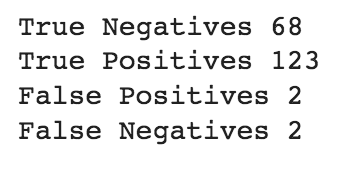 True Negatives 68
True Positives 123
False Positives 2
False Negatives 2